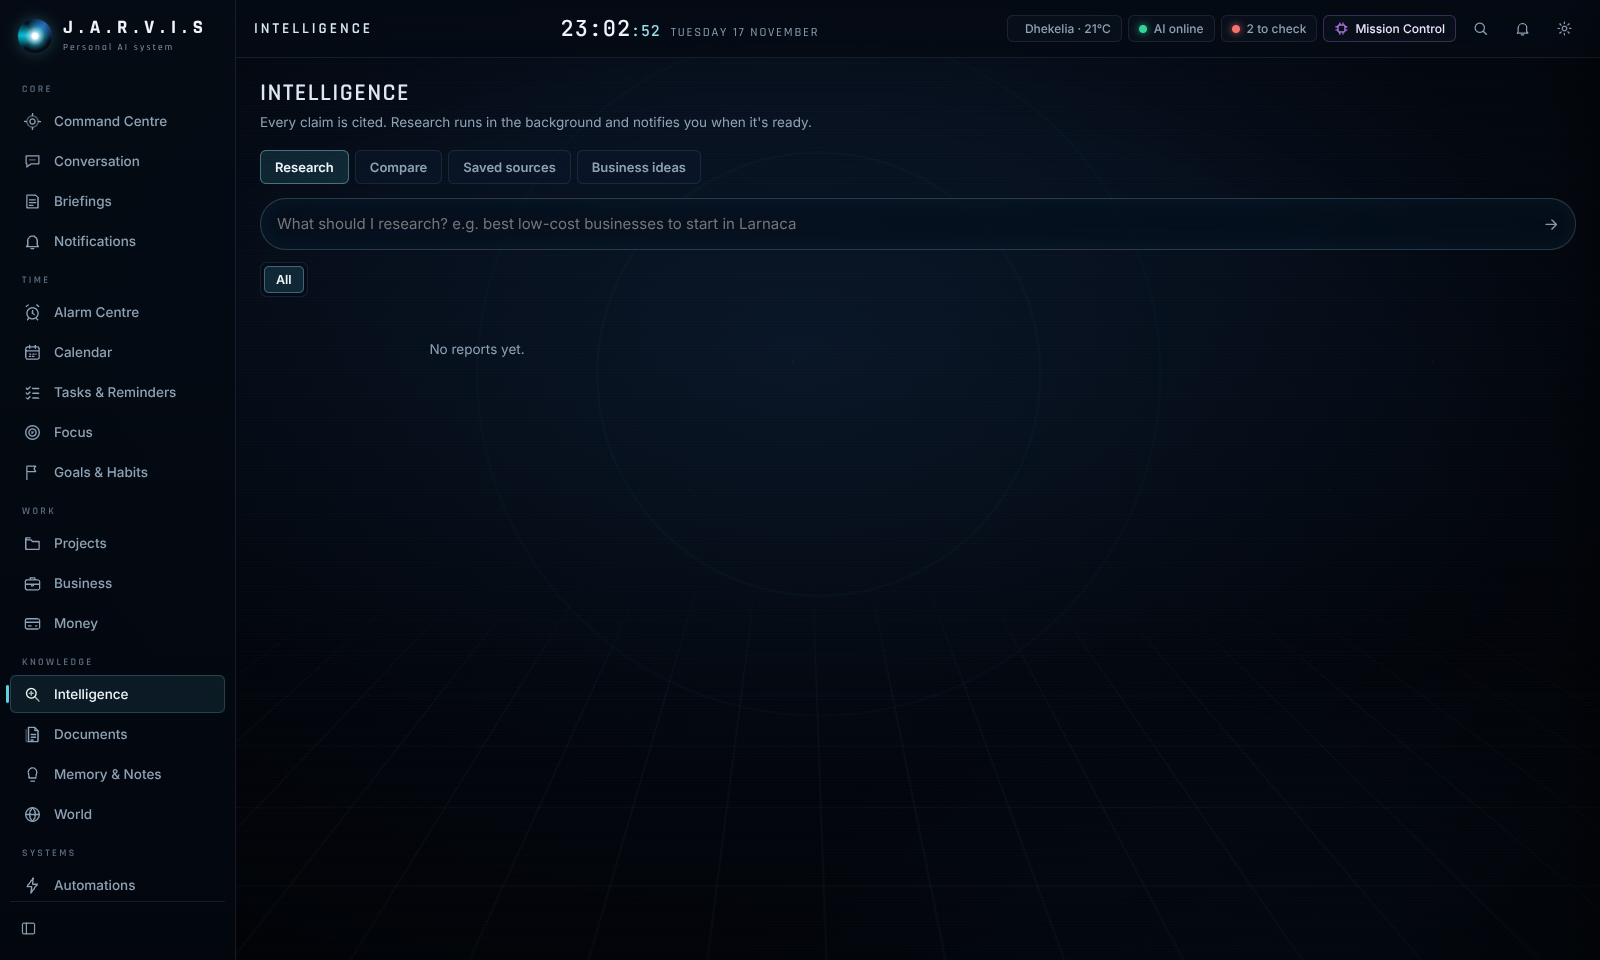 J.A.R.V.I.S
Personal AI system
CORE
Command Centre
Conversation
Briefings
Notifications
TIME
Alarm Centre
Calendar
Tasks & Reminders
Focus
Goals & Habits
WORK
Projects
Business
Money
KNOWLEDGE
Intelligence
Documents
Memory & Notes
World
SYSTEMS
Automations
INTELLIGENCE
23:02:52 TUESDAY 17 NOVEMBER
Dhekelia · 21°C
AI online
2 to check
Mission Control
INTELLIGENCE
Every claim is cited. Research runs in the background and notifies you when it's ready.
Research
Compare
Saved sources
Business ideas
What should I research? e.g. best low-cost businesses to start in Larnaca
All
No reports yet.